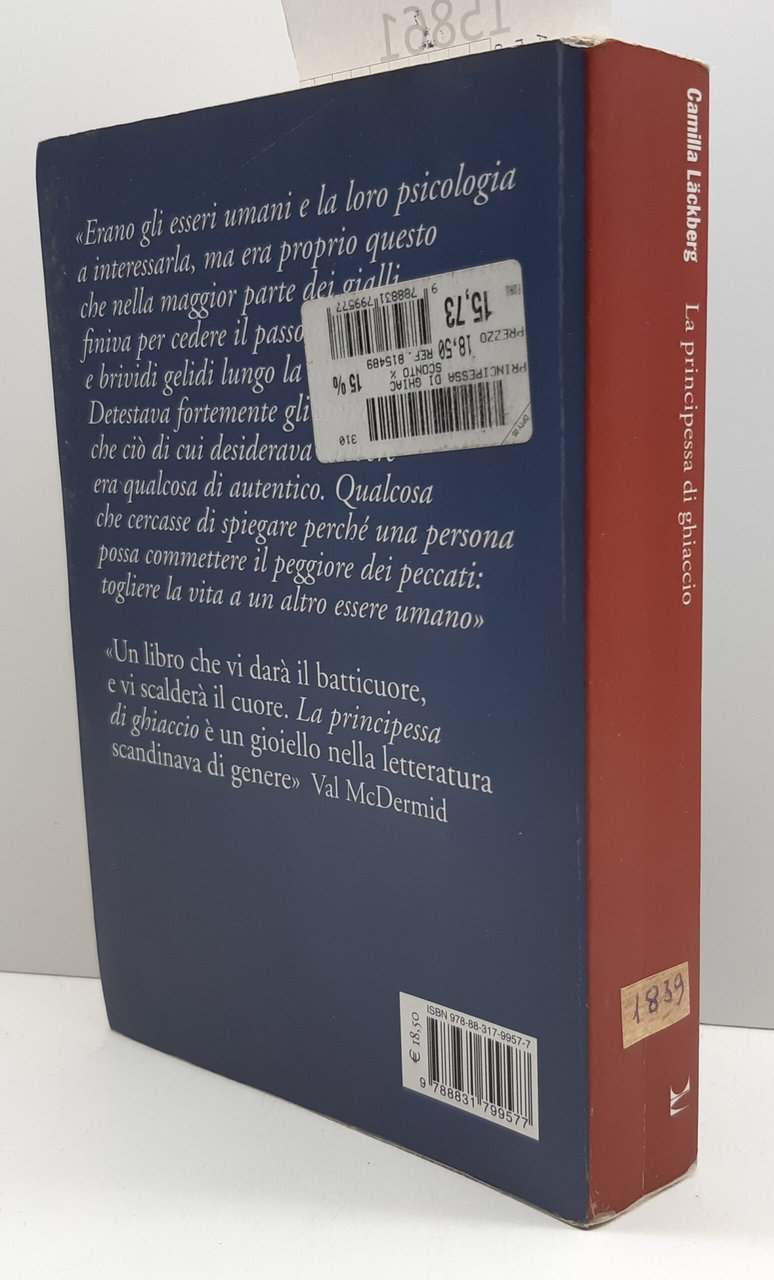 15861
«Erano gli esseri umani e la loro psicologia
a interessarla, ma era proprio questo
che nella maggior parte dei gialli
finiva per cedere il passo
e brividi gelidi lungo la
Detestava fortemente gli
che ciò di cui desiderava
era qualcosa di autentico. Qualcosa
che cercasse di spiegare perché una persona
possa commettere il peggiore dei peccati:
togliere la vita a un altro essere umano»
«Un libro che vi darà il batticuore,
e vi scalderà il cuore. La principessa
di ghiaccio è un gioiello nella letteratura
scandinava di genere» Val McDermid
310
PRINCIPESSA DI GHIAC
SCONTO % 15 %
PREZZO 18,50 REF. 815489
EURO 15,73
9 788831 799577
ISBN 978-88-317-9957-7
€ 18,50
9 788831 799577
Camilla Läckberg La principessa di ghiaccio
1839